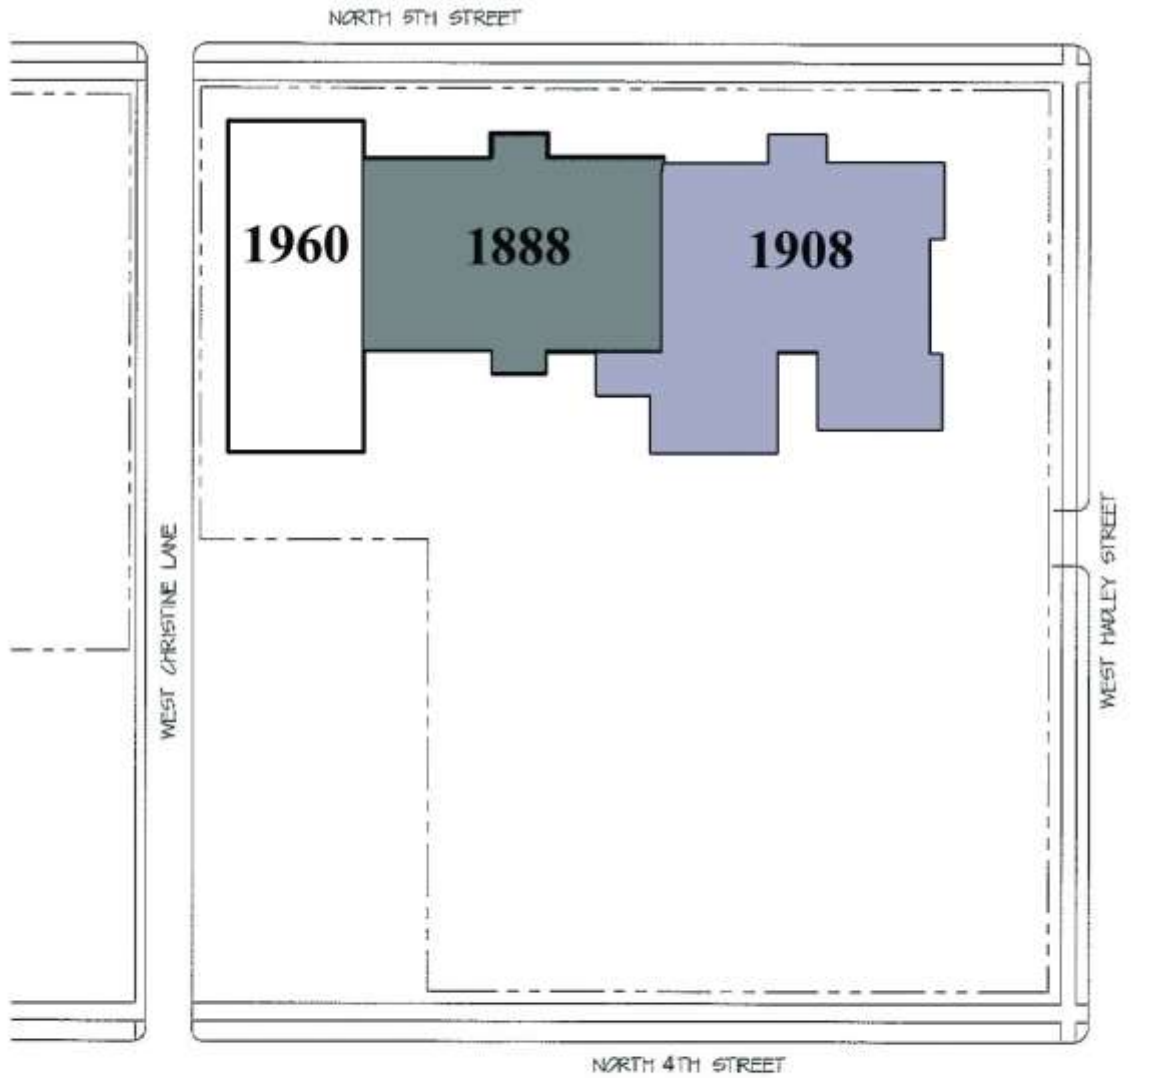 NORTH 5TH STREET
1960
1888
1908
WEST CHRISTINE LANE
WEST HADLEY STREET
NORTH 4TH STREET